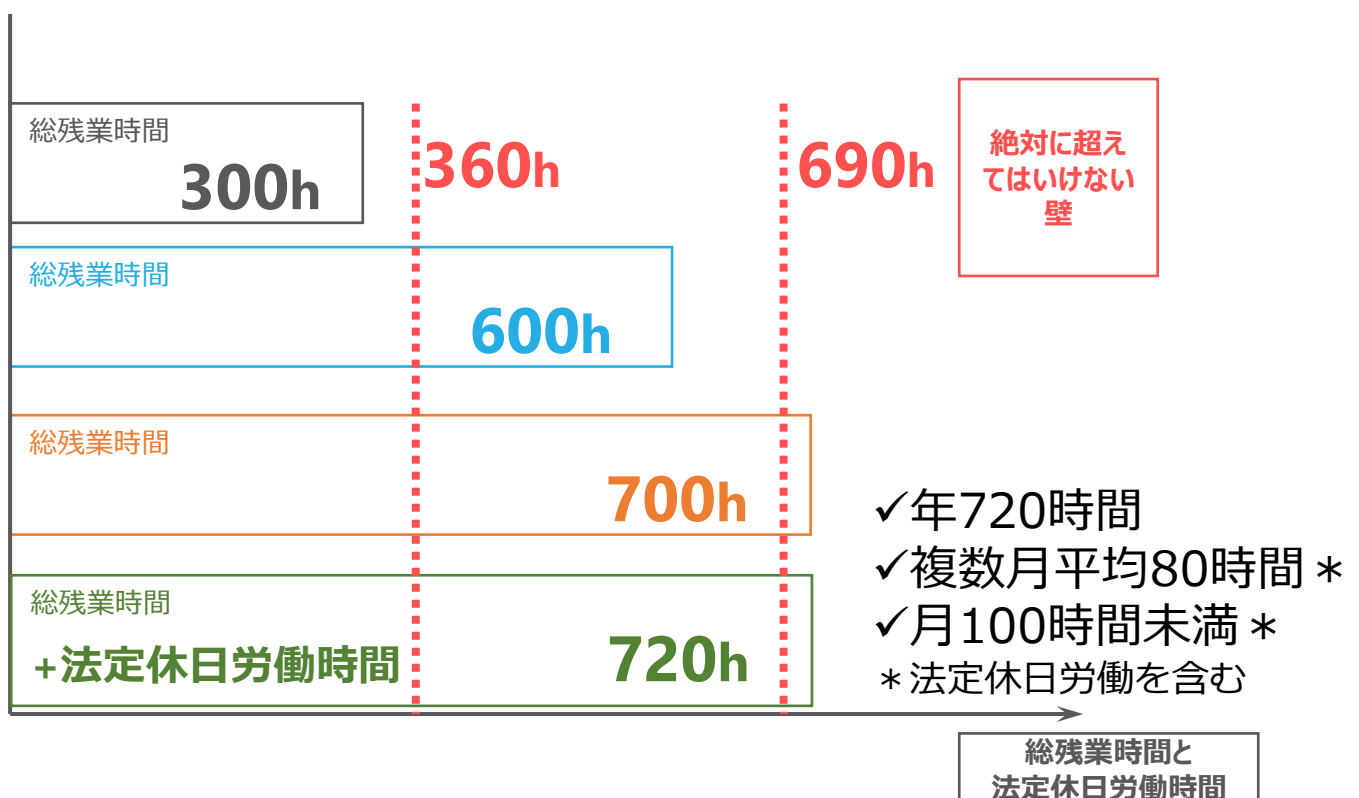 総残業時間
300h
360h
690h
絶対に超え
てはいけない
壁
総残業時間
600h
総残業時間
700h
✓年720時間
✓複数月平均80時間＊
✓月100時間未満＊
＊法定休日労働を含む
総残業時間
+法定休日労働時間
720h
総残業時間と
法定休日労働時間